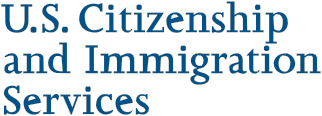 U.S. Citizenship
and Immigration
Services